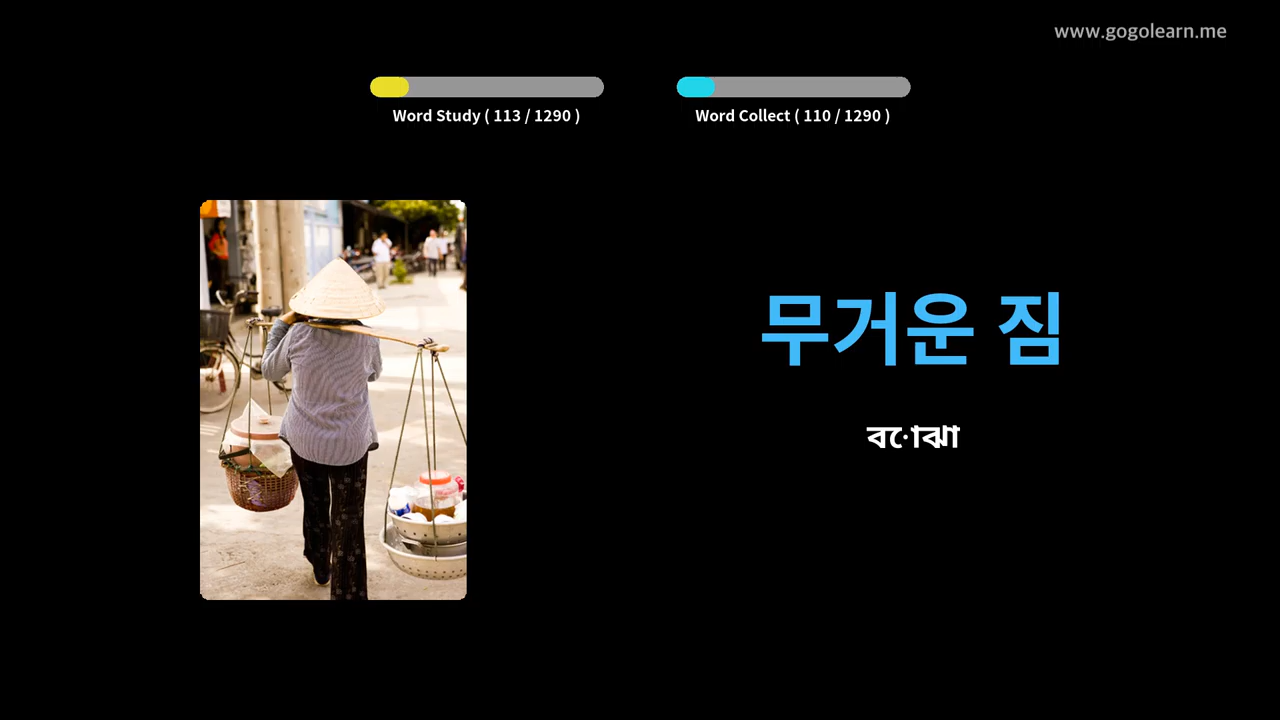 www.gogolearn.me
Word Study ( 113 / 1290 )
Word Collect ( 110 / 1290 )
무거운 짐
বোঝা